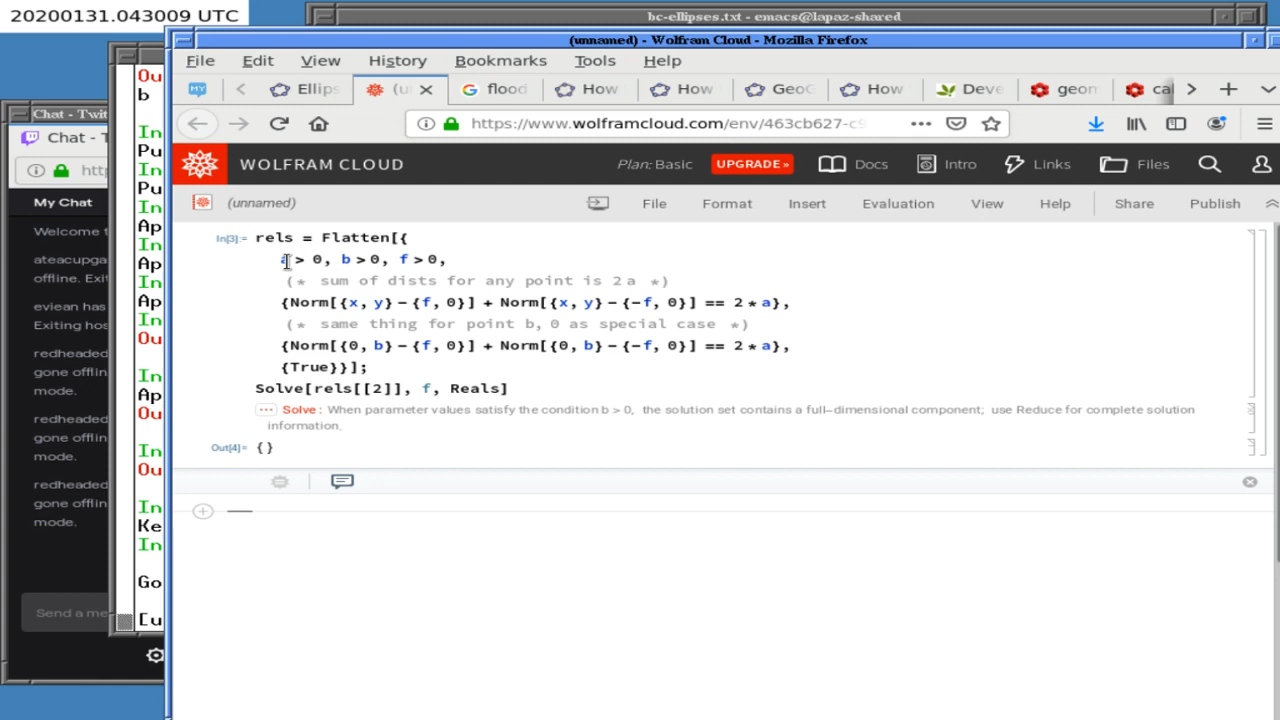 20200131.043009 UTC
bc-ellipses.txt - emacs@lapaz-shared
(unnamed) - Wolfram Cloud - Mozilla Firefox
File Edit View History Bookmarks Tools Help
Ellips (u flood How How GeoG How Deve geom cal
https://www.wolframcloud.com/env/463cb627-c9
WOLFRAM CLOUD Plan: Basic UPGRADE » Docs Intro Links Files
(unnamed) File Format Insert Evaluation View Help Share Publish
In[3]:= rels = Flatten[{
a > 0, b > 0, f > 0,
(* sum of dists for any point is 2 a *)
{Norm[{x, y} - {f, 0}] + Norm[{x, y} - {-f, 0}] == 2 * a},
(* same thing for point b, 0 as special case *)
{Norm[{0, b} - {f, 0}] + Norm[{0, b} - {-f, 0}] == 2 * a},
{True}}];
Solve[rels[[2]], f, Reals]
Solve : When parameter values satisfy the condition b > 0, the solution set contains a full-dimensional component; use Reduce for complete solution
information.
Out[4]= {}
Chat - Twit
Chat - T
http
My Chat
Welcome t
ateacupga
offline. Exit
eviean has
Exiting hos
redheaded
gone offlin
mode.
redheaded
gone offlin
mode.
redheaded
gone offlin
mode.
Send a me
Ou
b
In
Pu
In
Pu
In
Ap
In
Ap
In
Ap
In
Ou
In
Ap
Ou
In
Ou
In
Ke
In
Go
[u